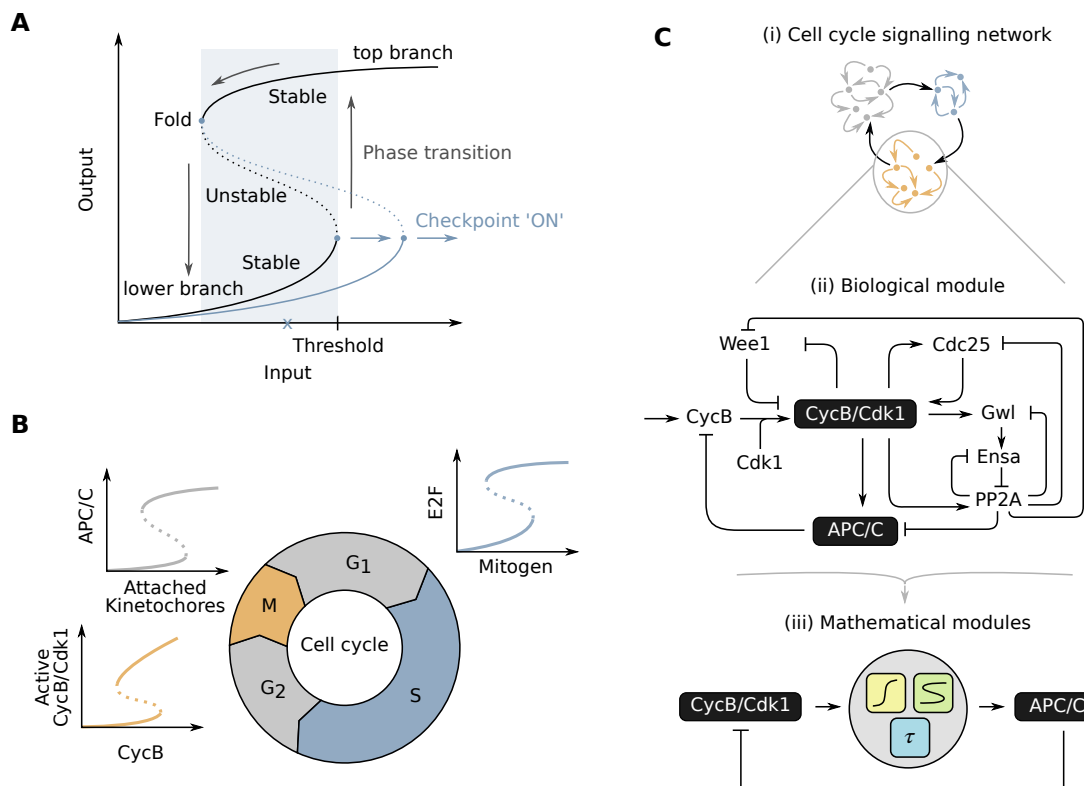 A
top branch
Stable
Fold
Phase transition
Output
Unstable
Checkpoint 'ON'
Stable
lower branch
x
Threshold
Input
B
APC/C
Attached
Kinetochores
E2F
Mitogen
Active
CycB/Cdk1
CycB
G1
M
Cell cycle
G2
S
C
(i) Cell cycle signalling network
(ii) Biological module
Wee1
Cdc25
CycB
CycB/Cdk1
Gwl
Cdk1
Ensa
PP2A
APC/C
(iii) Mathematical modules
CycB/Cdk1
τ
APC/C